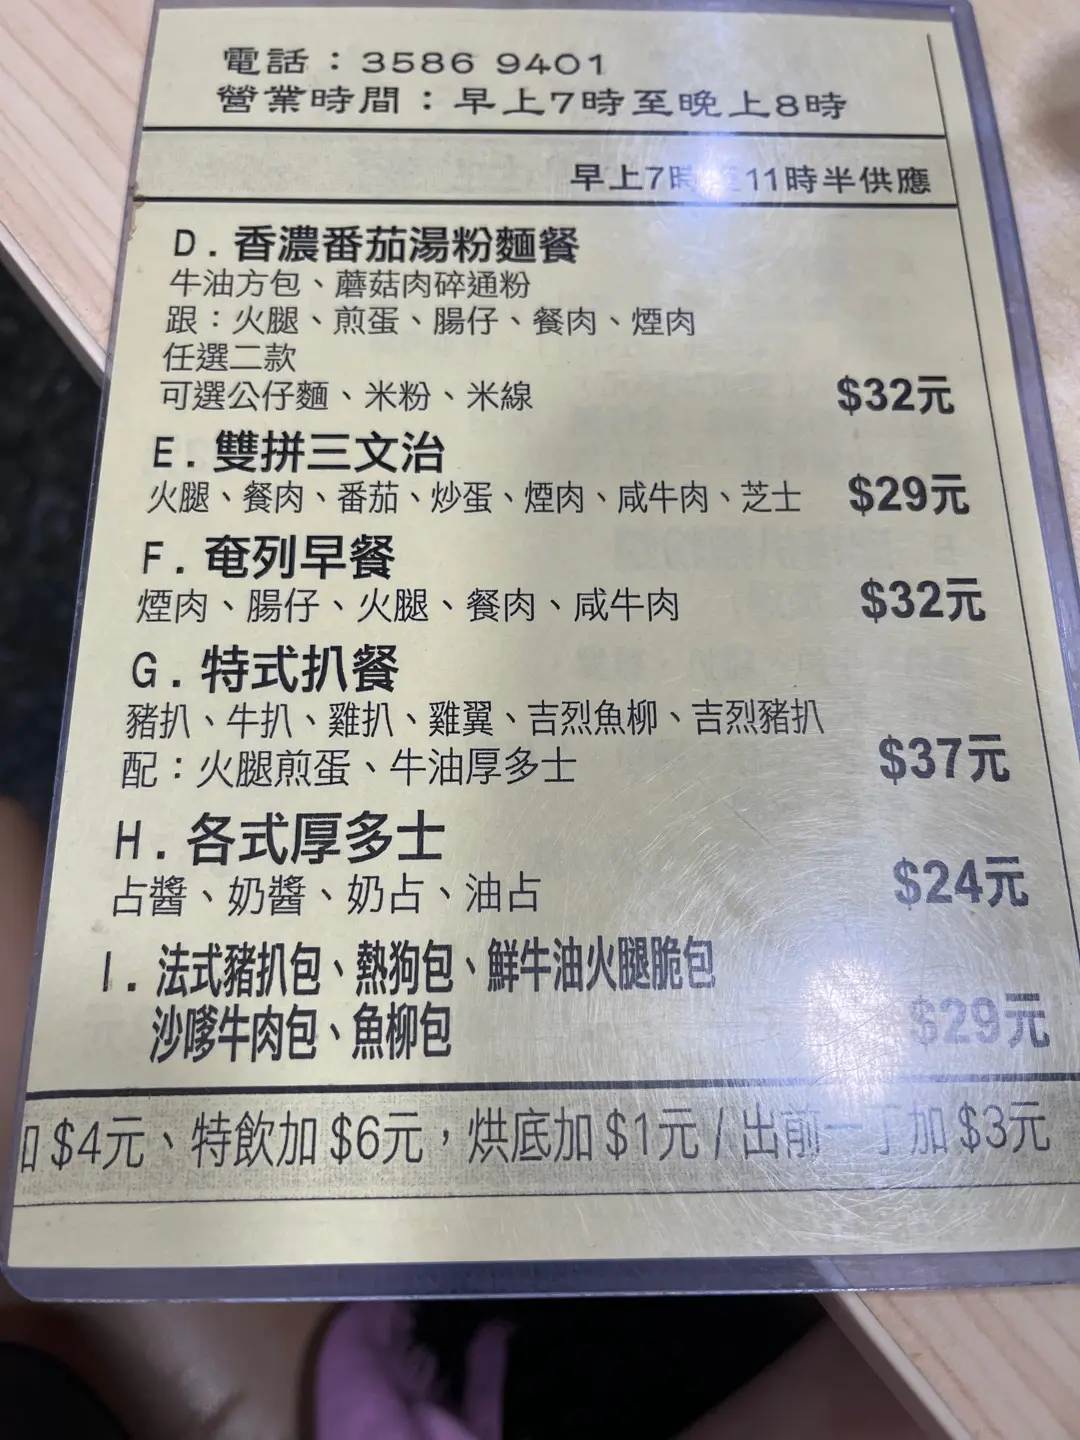 電話：3586 9401
營業時間：早上7時至晚上8時
早上7時至11時半供應
D．香濃番茄湯粉麵餐
牛油方包、蘑菇肉碎通粉
跟：火腿、煎蛋、腸仔、餐肉、煙肉
任選二款
可選公仔麵、米粉、米線 $32元
E．雙拼三文治
火腿、餐肉、番茄、炒蛋、煙肉、咸牛肉、芝士 $29元
F．奄列早餐
煙肉、腸仔、火腿、餐肉、咸牛肉 $32元
G．特式扒餐
豬扒、牛扒、雞扒、雞翼、吉烈魚柳、吉烈豬扒
配：火腿煎蛋、牛油厚多士 $37元
H．各式厚多士
占醬、奶醬、奶占、油占 $24元
I．法式豬扒包、熱狗包、鮮牛油火腿脆包
沙嗲牛肉包、魚柳包 $29元
$4元、特飲加$6元，烘底加$1元/出前一丁加$3元